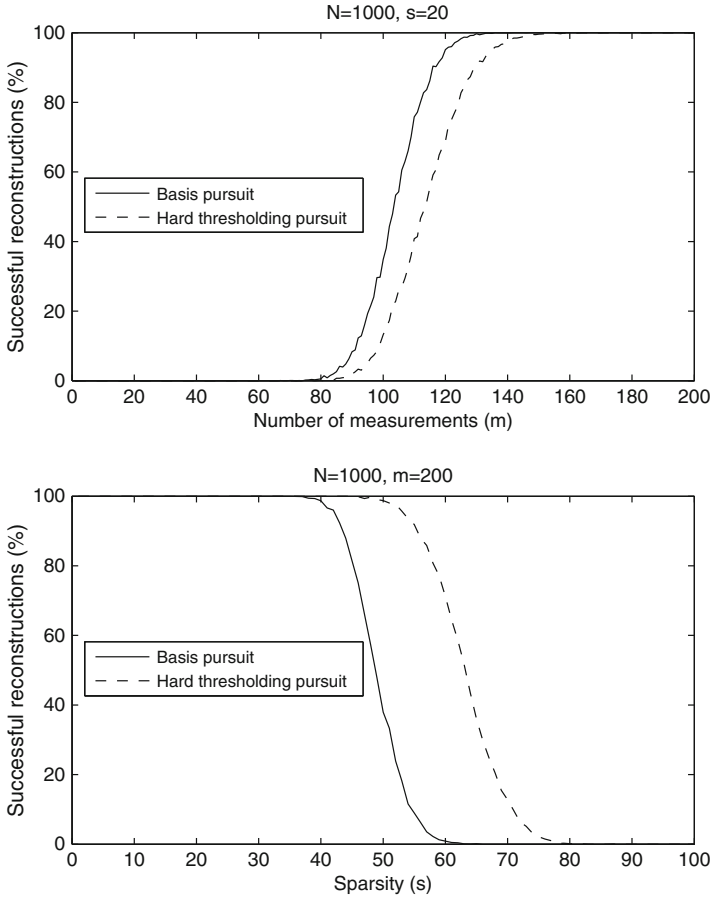 N=1000, s=20
Successful reconstructions (%)
100
80
60
40
20
0
Basis pursuit
Hard thresholding pursuit
0 20 40 60 80 100 120 140 160 180 200
Number of measurements (m)
N=1000, m=200
Successful reconstructions (%)
100
80
60
40
20
0
Basis pursuit
Hard thresholding pursuit
0 10 20 30 40 50 60 70 80 90 100
Sparsity (s)